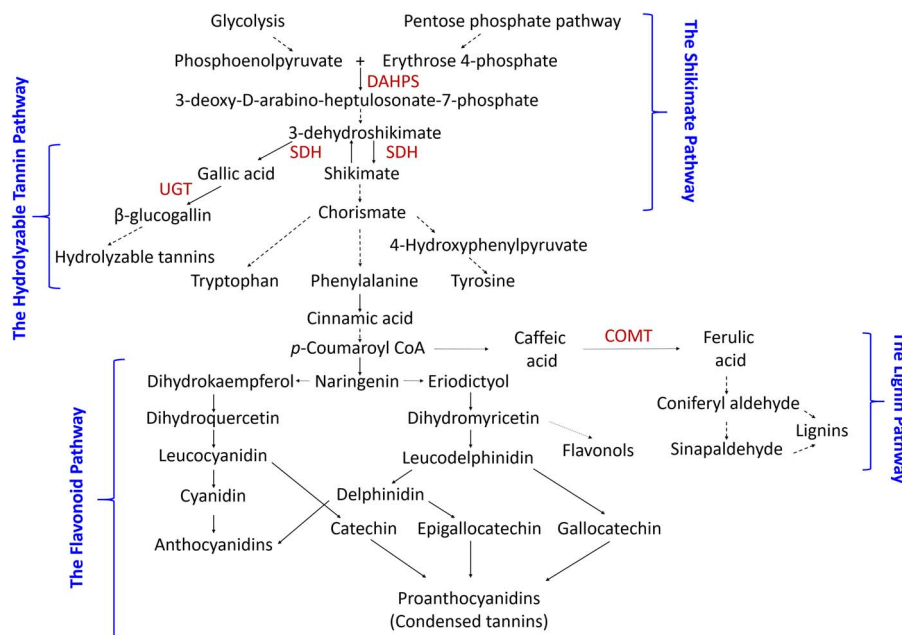 Glycolysis
Pentose phosphate pathway
Phosphoenolpyruvate + Erythrose 4-phosphate
DAHPS
3-deoxy-D-arabino-heptulosonate-7-phosphate
3-dehydroshikimate
SDH
SDH
Gallic acid
Shikimate
UGT
β-glucogallin
Chorismate
4-Hydroxyphenylpyruvate
Hydrolyzable tannins
Tryptophan
Phenylalanine
Tyrosine
Cinnamic acid
p-Coumaroyl CoA
Caffeic
acid
COMT
Ferulic
acid
Dihydrokaempferol
Naringenin
Eriodictyol
Coniferyl aldehyde
Dihydroquercetin
Dihydromyricetin
Lignins
Flavonols
Sinapaldehyde
Leucocyanidin
Leucodelphinidin
Cyanidin
Delphinidin
Anthocyanidins
Catechin
Epigallocatechin
Gallocatechin
Proanthocyanidins
(Condensed tannins)
The Shikimate Pathway
The Hydrolyzable Tannin Pathway
The Flavonoid Pathway
The Lignin Pathway